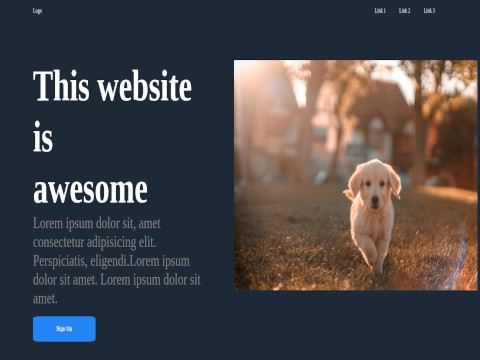 Logo
Link 1 Link 2 Link 3
This website
is
awesome
Lorem ipsum dolor sit, amet
consectetur adipisicing elit.
Perspiciatis, eligendi.Lorem ipsum
dolor sit amet. Lorem ipsum dolor sit
amet.
Sign Up